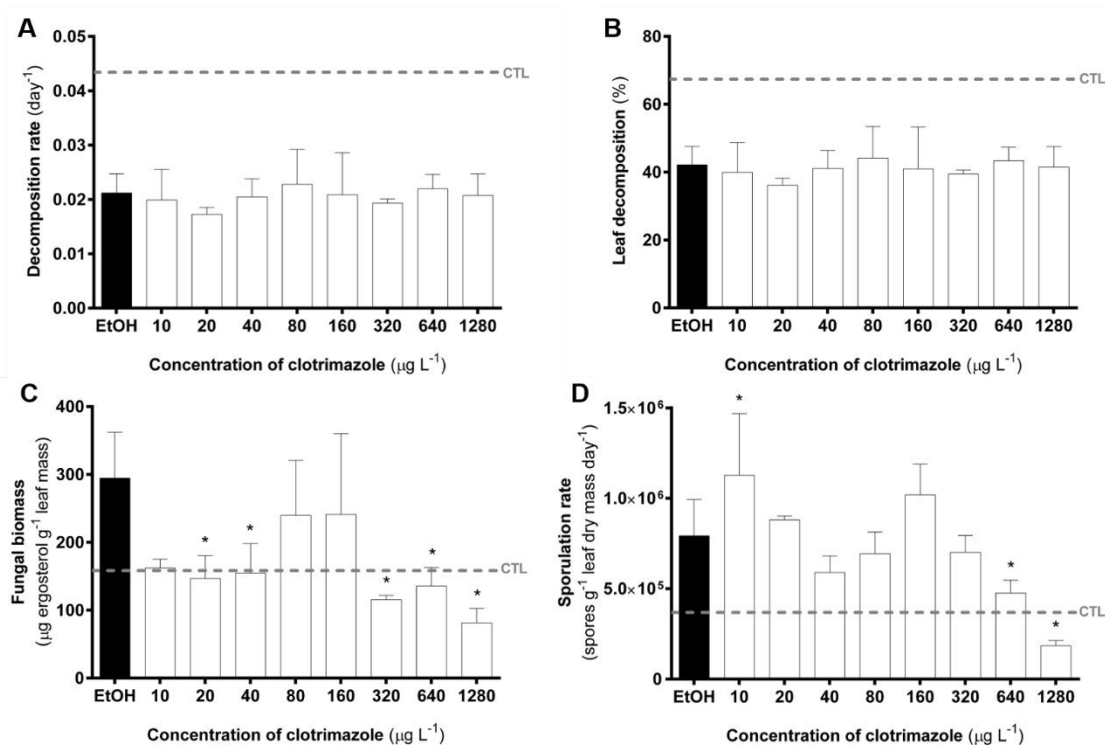 A
Decomposition rate (day⁻¹)
0.05
0.04
0.03
0.02
0.01
0.00
CTL
EtOH 10 20 40 80 160 320 640 1280
Concentration of clotrimazole (µg L⁻¹)
B
Leaf decomposition (%)
80
60
40
20
0
CTL
EtOH 10 20 40 80 160 320 640 1280
Concentration of clotrimazole (µg L⁻¹)
C
Fungal biomass
(µg ergosterol g⁻¹ leaf mass)
400
300
200
100
0
* * * * *
CTL
EtOH 10 20 40 80 160 320 640 1280
Concentration of clotrimazole (µg L⁻¹)
D
Sporulation rate
(spores g⁻¹ leaf dry mass day⁻¹)
1.5×10⁶
1.0×10⁶
5.0×10⁵
0
* * *
CTL
EtOH 10 20 40 80 160 320 640 1280
Concentration of clotrimazole (µg L⁻¹)